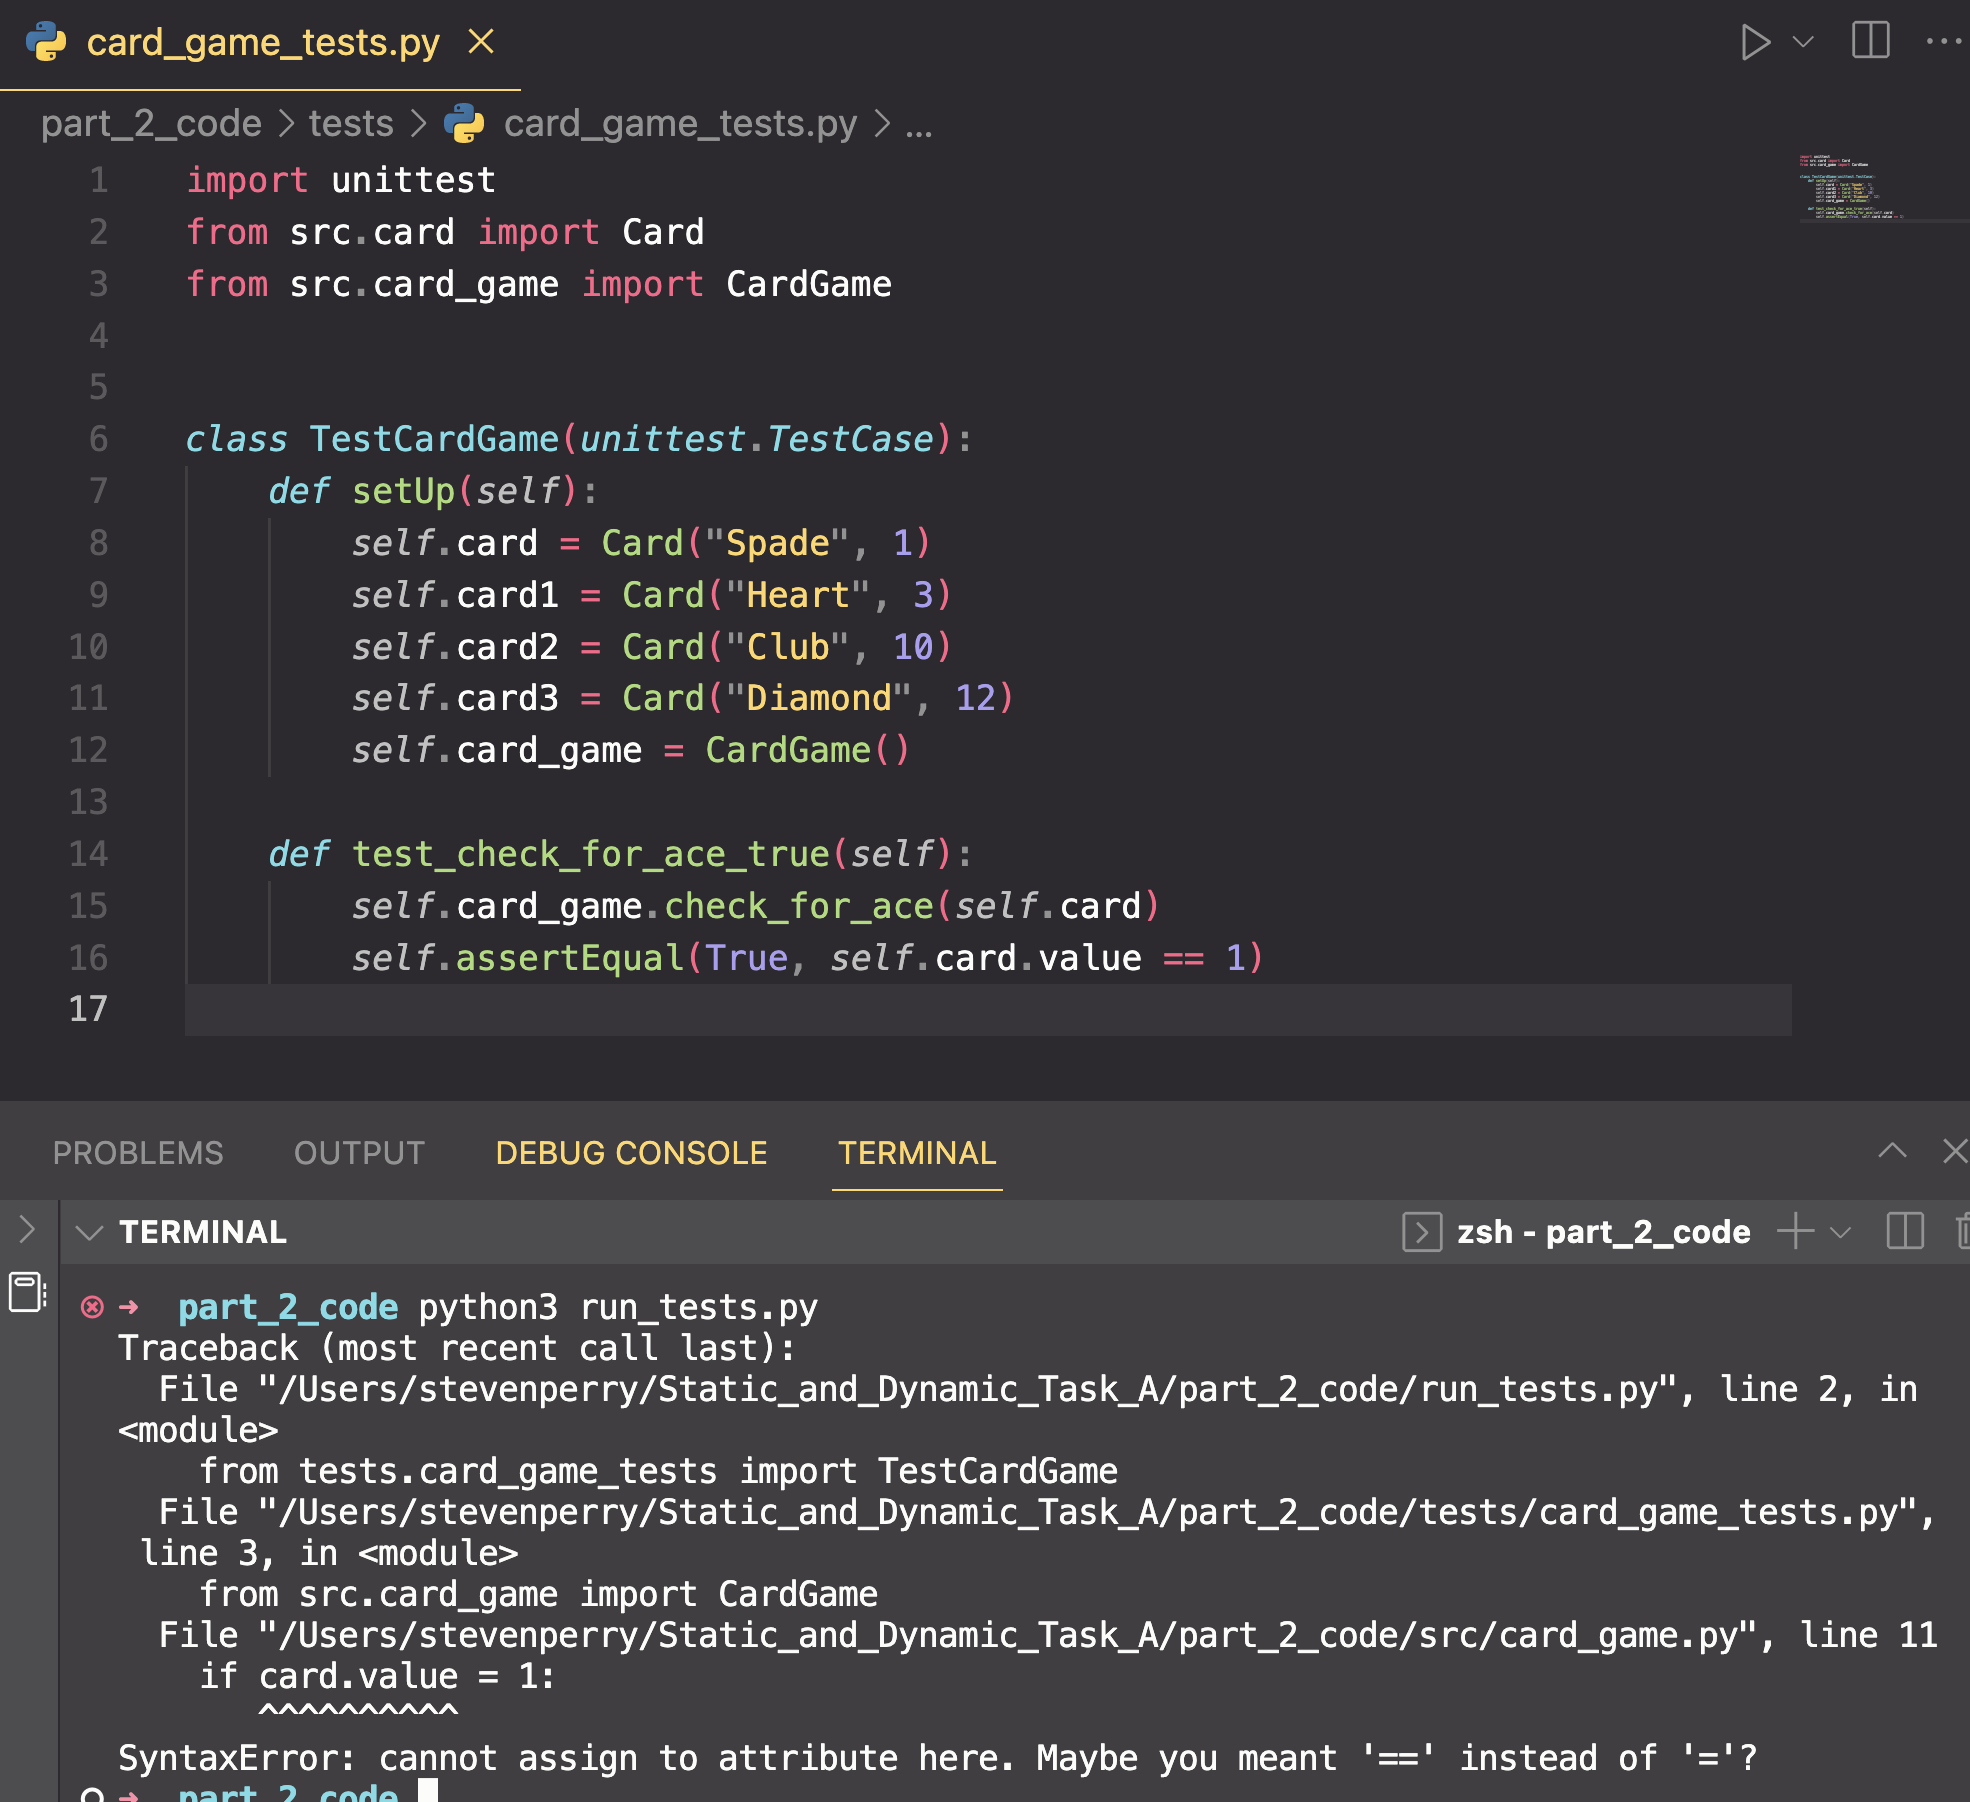 card_game_tests.py
part_2_code > tests > card_game_tests.py > ...
1 import unittest
2 from src.card import Card
3 from src.card_game import CardGame
4
5
6 class TestCardGame(unittest.TestCase):
7 def setUp(self):
8 self.card = Card("Spade", 1)
9 self.card1 = Card("Heart", 3)
10 self.card2 = Card("Club", 10)
11 self.card3 = Card("Diamond", 12)
12 self.card_game = CardGame()
13
14 def test_check_for_ace_true(self):
15 self.card_game.check_for_ace(self.card)
16 self.assertEqual(True, self.card.value == 1)
17
PROBLEMS OUTPUT DEBUG CONSOLE TERMINAL
TERMINAL zsh - part_2_code
part_2_code python3 run_tests.py
Traceback (most recent call last):
File "/Users/stevenperry/Static_and_Dynamic_Task_A/part_2_code/run_tests.py", line 2, in
<module>
from tests.card_game_tests import TestCardGame
File "/Users/stevenperry/Static_and_Dynamic_Task_A/part_2_code/tests/card_game_tests.py",
line 3, in <module>
from src.card_game import CardGame
File "/Users/stevenperry/Static_and_Dynamic_Task_A/part_2_code/src/card_game.py", line 11
if card.value = 1:
^^^^^^^^^^
SyntaxError: cannot assign to attribute here. Maybe you meant '==' instead of '='?
part_2_code